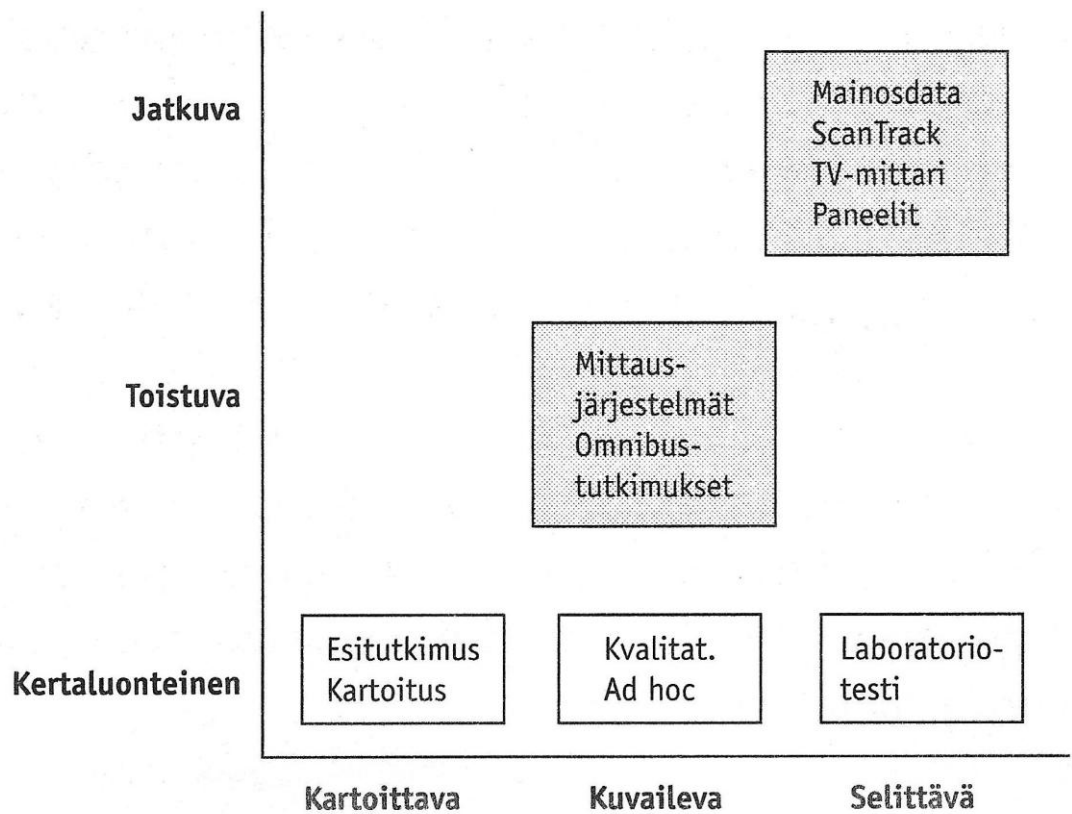 Jatkuva
Mainosdata
ScanTrack
TV-mittari
Paneelit
Toistuva
Mittaus-
järjestelmät
Omnibus-
tutkimukset
Kertaluonteinen
Esitutkimus
Kartoitus
Kvalitat.
Ad hoc
Laboratorio-
testi
Kartoittava
Kuvaileva
Selittävä